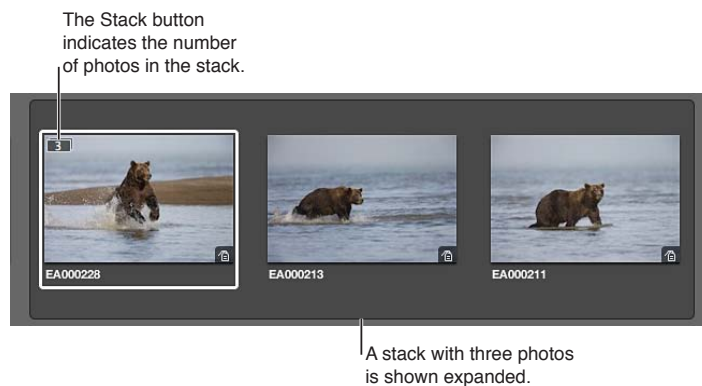 The Stack button
indicates the number
of photos in the stack.
3
EA000228
EA000213
EA000211
A stack with three photos
is shown expanded.